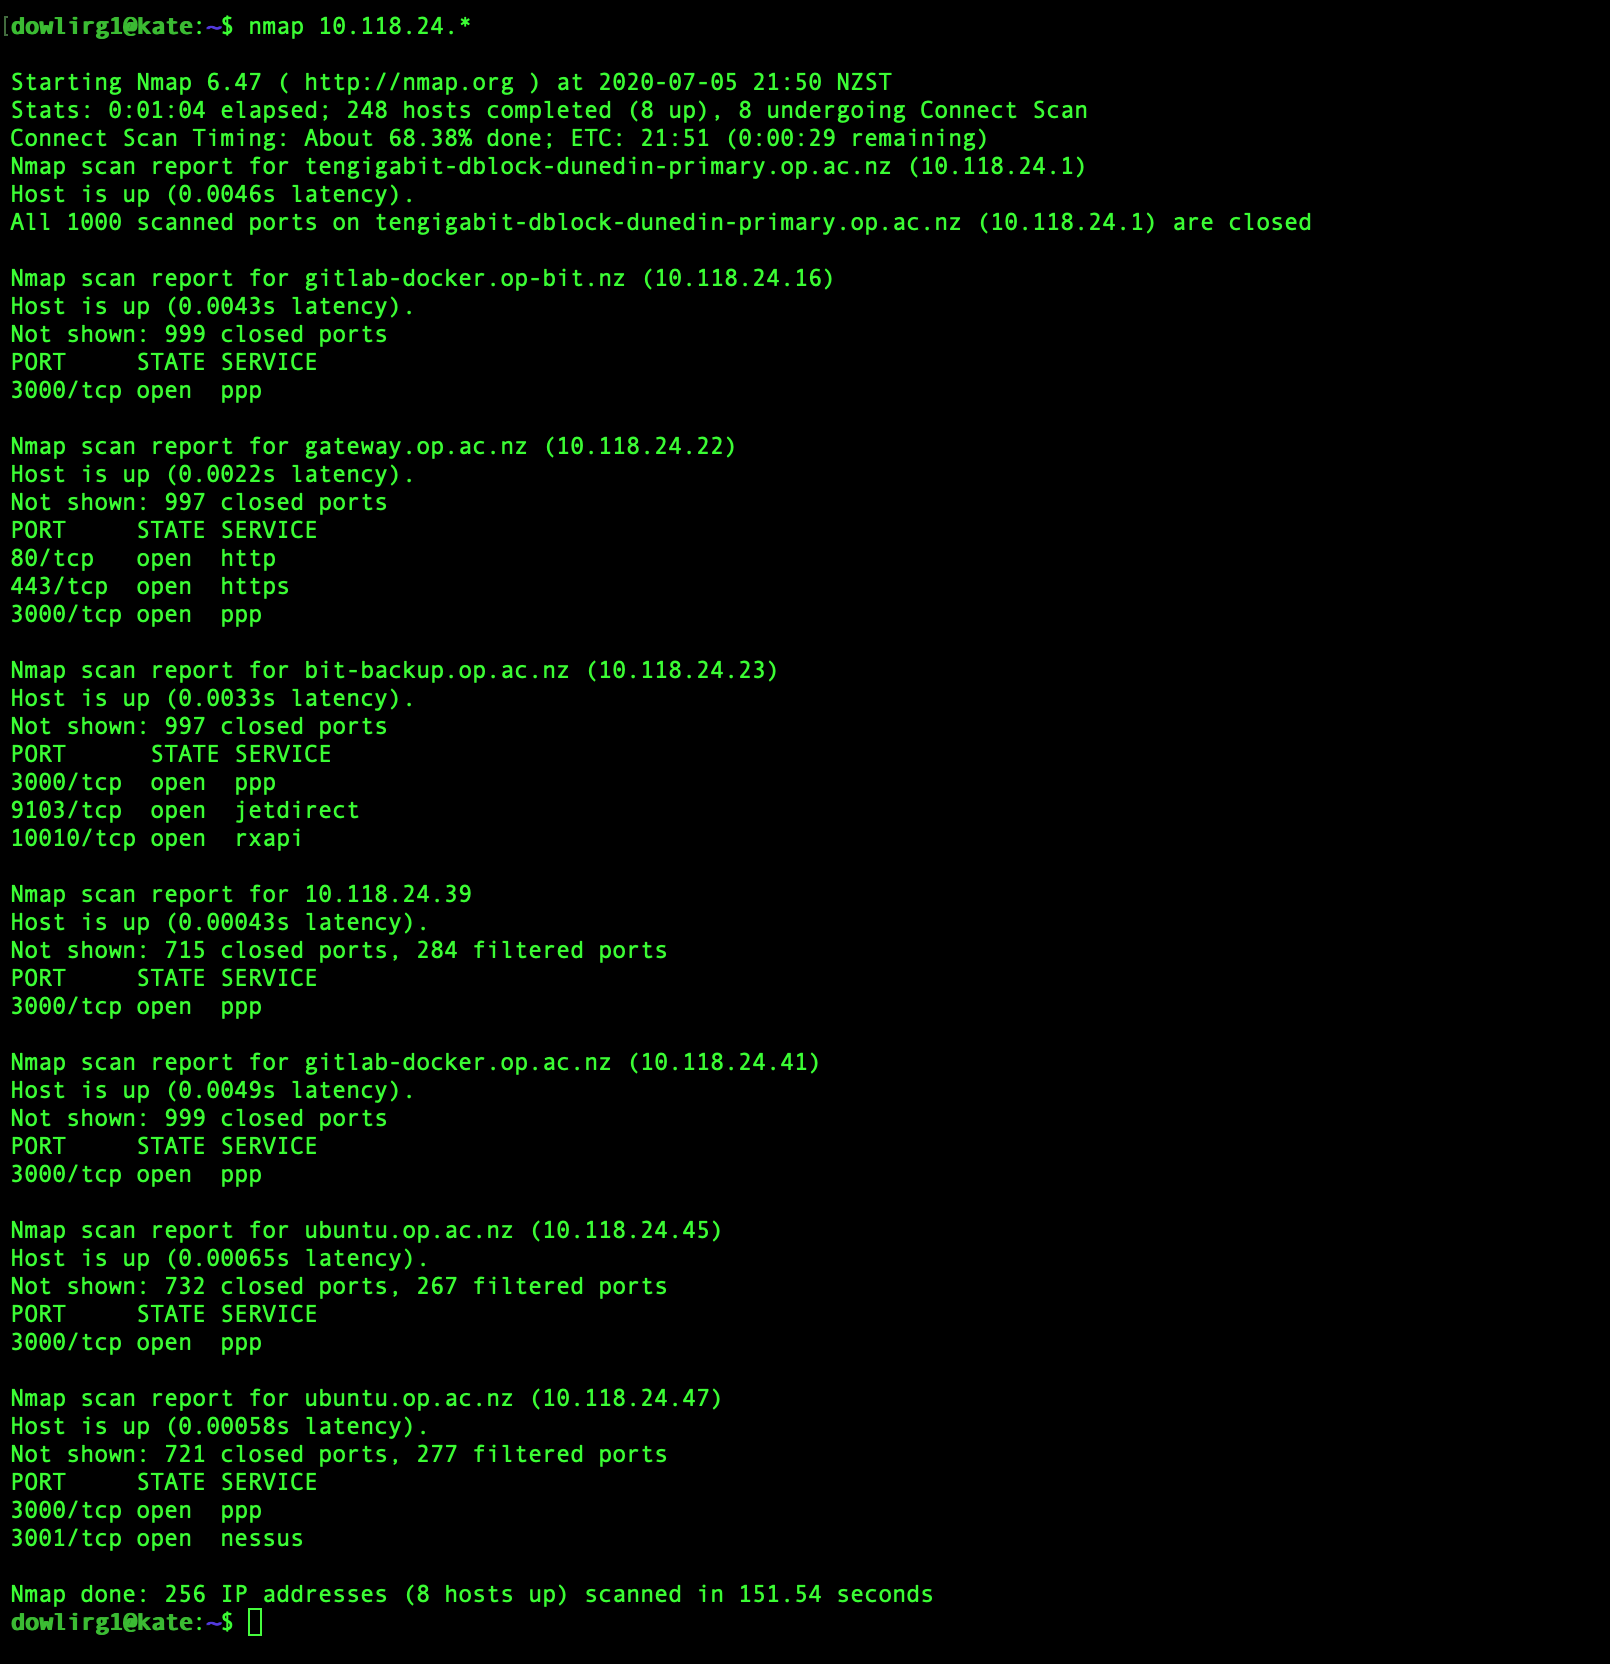 [dowlirg1@kate:~$ nmap 10.118.24.*
Starting Nmap 6.47 ( http://nmap.org ) at 2020-07-05 21:50 NZST
Stats: 0:01:04 elapsed; 248 hosts completed (8 up), 8 undergoing Connect Scan
Connect Scan Timing: About 68.38% done; ETC: 21:51 (0:00:29 remaining)
Nmap scan report for tengigabit-dblock-dunedin-primary.op.ac.nz (10.118.24.1)
Host is up (0.0046s latency).
All 1000 scanned ports on tengigabit-dblock-dunedin-primary.op.ac.nz (10.118.24.1) are closed
Nmap scan report for gitlab-docker.op-bit.nz (10.118.24.16)
Host is up (0.0043s latency).
Not shown: 999 closed ports
PORT     STATE SERVICE
3000/tcp open  ppp
Nmap scan report for gateway.op.ac.nz (10.118.24.22)
Host is up (0.0022s latency).
Not shown: 997 closed ports
PORT     STATE SERVICE
80/tcp   open  http
443/tcp  open  https
3000/tcp open  ppp
Nmap scan report for bit-backup.op.ac.nz (10.118.24.23)
Host is up (0.0033s latency).
Not shown: 997 closed ports
PORT      STATE SERVICE
3000/tcp  open  ppp
9103/tcp  open  jetdirect
10010/tcp open  rxapi
Nmap scan report for 10.118.24.39
Host is up (0.00043s latency).
Not shown: 715 closed ports, 284 filtered ports
PORT     STATE SERVICE
3000/tcp open  ppp
Nmap scan report for gitlab-docker.op.ac.nz (10.118.24.41)
Host is up (0.0049s latency).
Not shown: 999 closed ports
PORT     STATE SERVICE
3000/tcp open  ppp
Nmap scan report for ubuntu.op.ac.nz (10.118.24.45)
Host is up (0.00065s latency).
Not shown: 732 closed ports, 267 filtered ports
PORT     STATE SERVICE
3000/tcp open  ppp
Nmap scan report for ubuntu.op.ac.nz (10.118.24.47)
Host is up (0.00058s latency).
Not shown: 721 closed ports, 277 filtered ports
PORT     STATE SERVICE
3000/tcp open  ppp
3001/tcp open  nessus
Nmap done: 256 IP addresses (8 hosts up) scanned in 151.54 seconds
dowlirg1@kate:~$